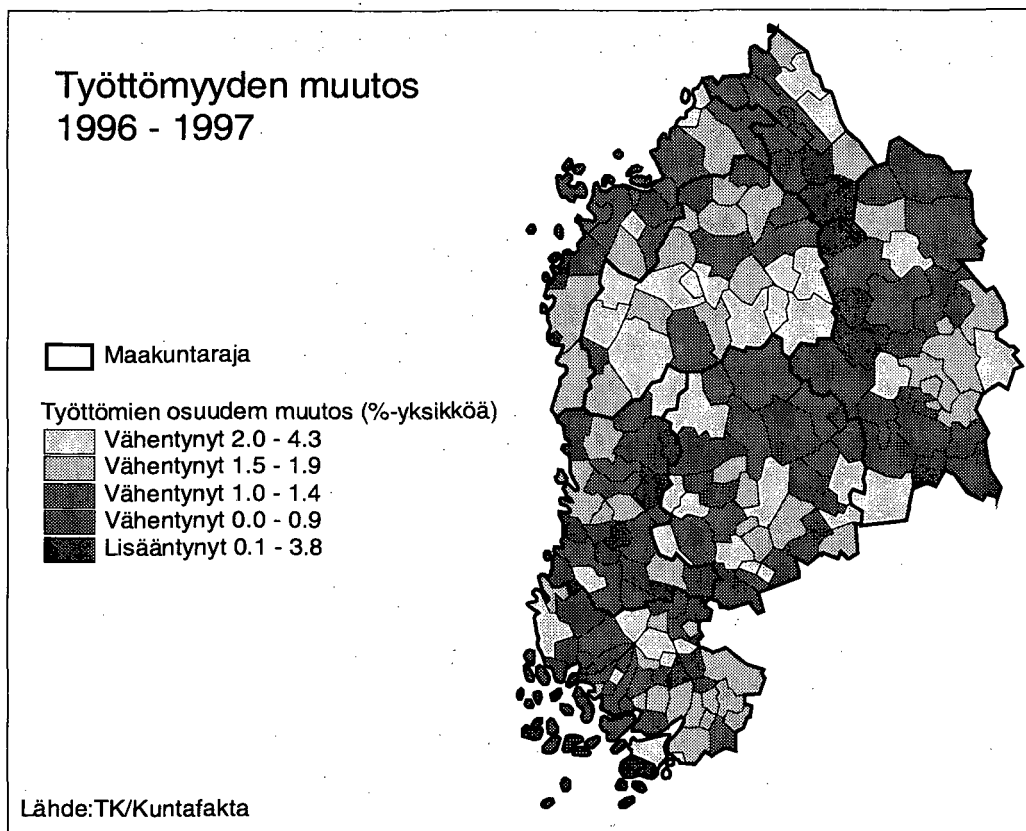 Työttömyyden muutos
1996 - 1997
Maakuntaraja
Työttömien osuudem muutos (%-yksikköä)
Vähentynyt 2.0 - 4.3
Vähentynyt 1.5 - 1.9
Vähentynyt 1.0 - 1.4
Vähentynyt 0.0 - 0.9
Lisääntynyt 0.1 - 3.8
Lähde:TK/Kuntafakta